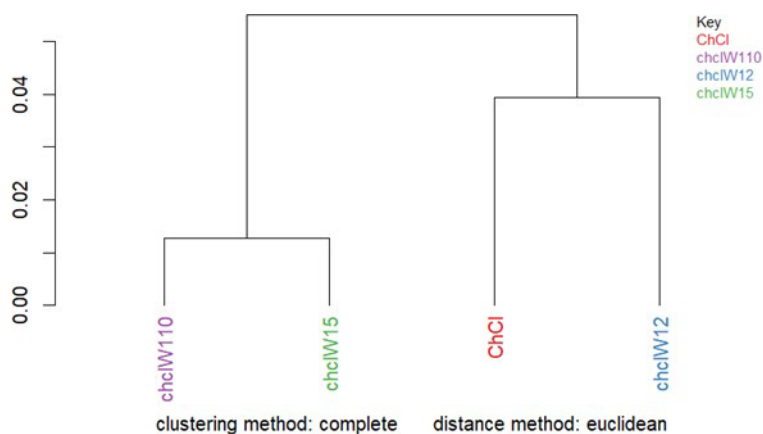 Key
ChCl
chclW110
chclW12
chclW15
0.04
0.02
0.00
chclW110
chclW15
ChCl
chclW12
clustering method: complete
distance method: euclidean